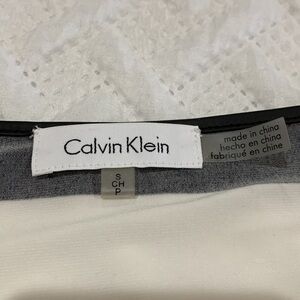 Calvin Klein
made in china
hecho en china
fabriqué en chine
S
CH
P